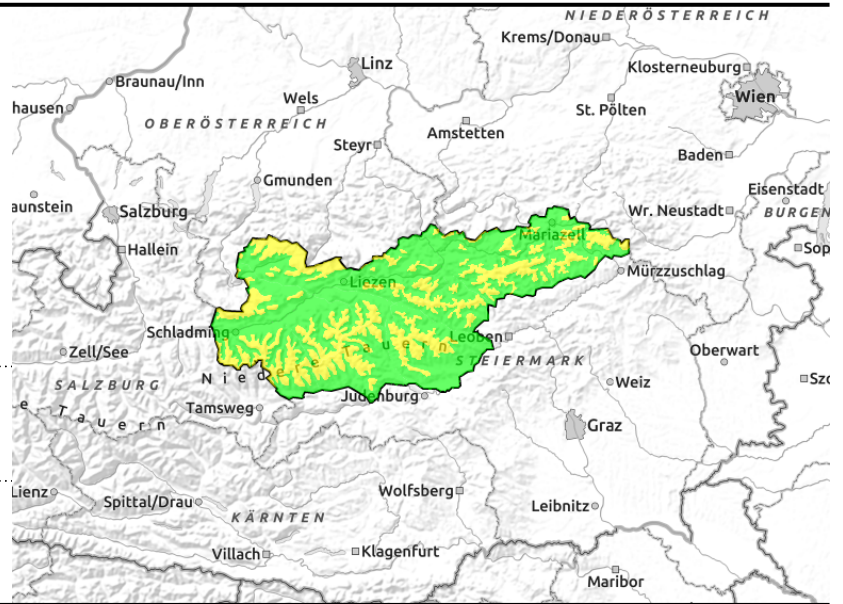 NIEDERÖSTERREICH
Krems/Donau
Linz
Klosterneuburg
Braunau/Inn
Wien
Wels
hausen
St. Pölten
OBERÖSTERREICH
Amstetten
Steyr
Baden
Gmunden
Eisenstadt
aunstein
Salzburg
Wr. Neustadt
BURGEN
Mariazell
Hallein
Sop
Mürzzuschlag
Liezen
Schladming
Leoben
Zell/See
Niedere Tauern
STEIERMARK
Oberwart
SALZBURG
Weiz
Szo
Judenburg
Tamsweg
e Tauern
Graz
Lienz
Wolfsberg
Spittal/Drau
Leibnitz
KÄRNTEN
Villach
Klagenfurt
Maribor